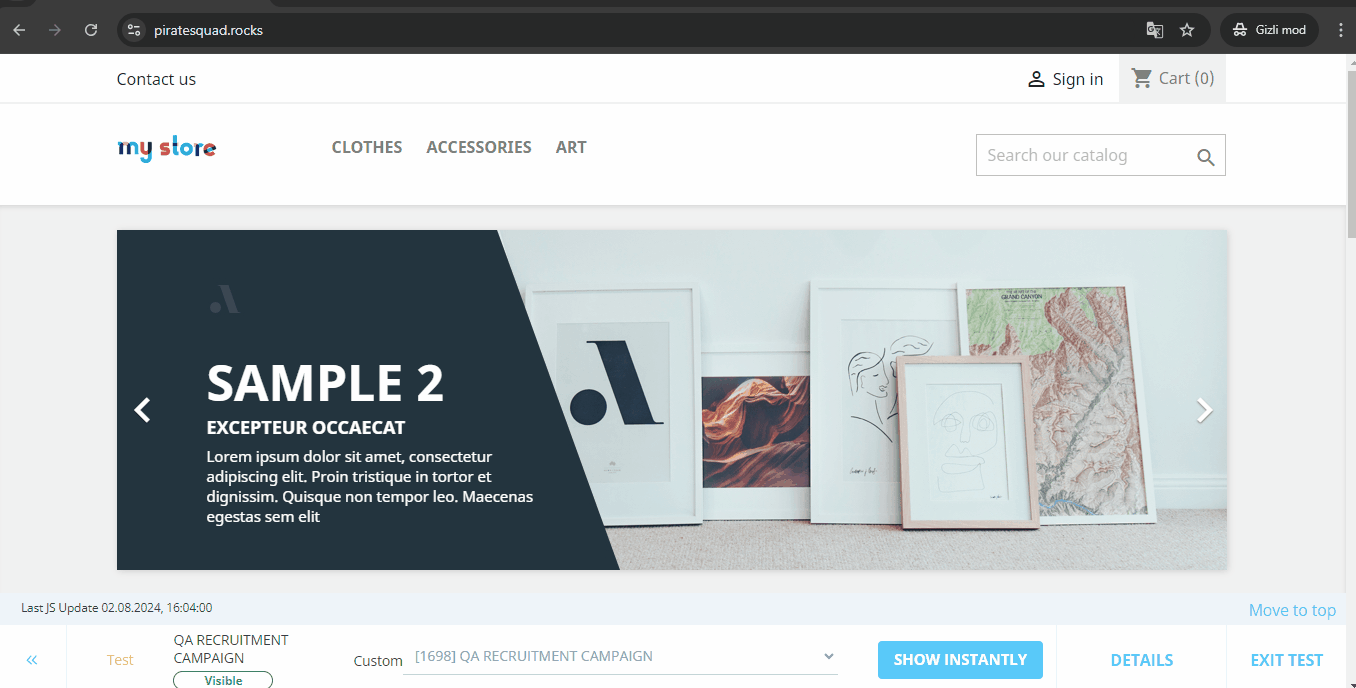 piratesquad.rocks
Gizli mod
Contact us
Sign in
Cart (0)
my store
CLOTHES
ACCESSORIES
ART
Search our catalog
SAMPLE 2
EXCEPTEUR OCCAECAT
Lorem ipsum dolor sit amet, consectetur
adipiscing elit. Proin tristique in tortor et
dignissim. Quisque non tempor leo. Maecenas
egestas sem elit
GRAND CANYON
Last JS Update 02.08.2024, 16:04:00
Move to top
Test
QA RECRUITMENT
CAMPAIGN
Visible
Custom
[1698] QA RECRUITMENT CAMPAIGN
SHOW INSTANTLY
DETAILS
EXIT TEST